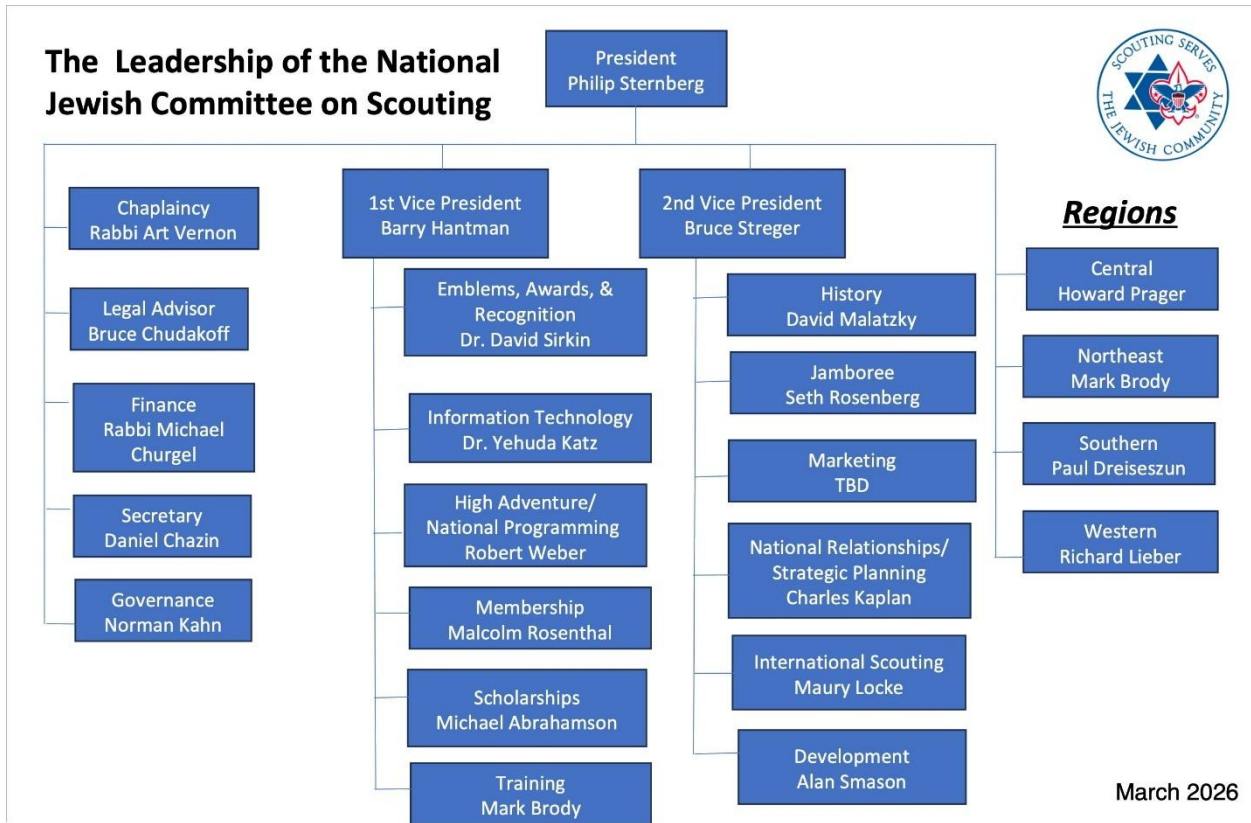 The Leadership of the National
Jewish Committee on Scouting
President
Philip Sternberg
SCOUTING SERVES
THE JEWISH COMMUNITY
Chaplaincy
Rabbi Art Vernon
Legal Advisor
Bruce Chudakoff
Finance
Rabbi Michael
Churgel
Secretary
Daniel Chazin
Governance
Norman Kahn
1st Vice President
Barry Hantman
Emblems, Awards, &
Recognition
Dr. David Sirkin
Information Technology
Dr. Yehuda Katz
High Adventure/
National Programming
Robert Weber
Membership
Malcolm Rosenthal
Scholarships
Michael Abrahamson
Training
Mark Brody
2nd Vice President
Bruce Streger
History
David Malatzky
Jamboree
Seth Rosenberg
Marketing
TBD
National Relationships/
Strategic Planning
Charles Kaplan
International Scouting
Maury Locke
Development
Alan Smason
Regions
Central
Howard Prager
Northeast
Mark Brody
Southern
Paul Dreiseszun
Western
Richard Lieber
March 2026